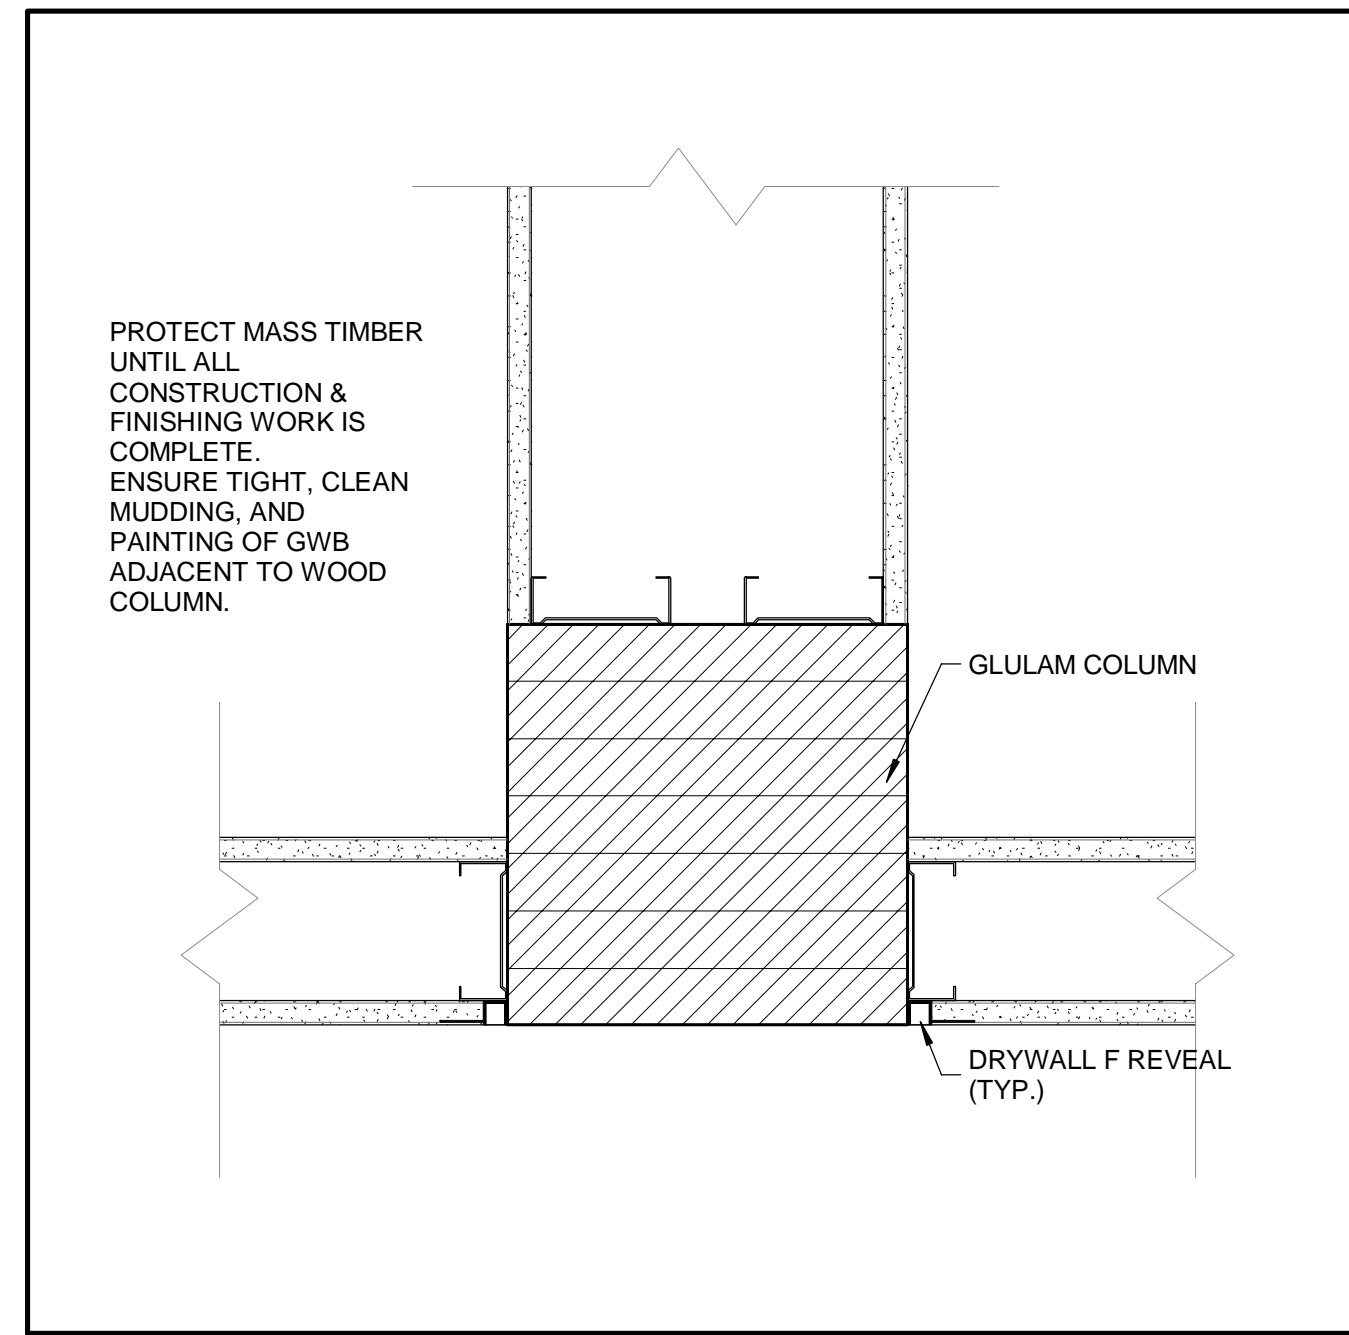 PROTECT MASS TIMBER
UNTIL ALL
CONSTRUCTION &
FINISHING WORK IS
COMPLETE.
ENSURE TIGHT, CLEAN
MUDDING, AND
PAINTING OF GWB
ADJACENT TO WOOD
COLUMN.
GLULAM COLUMN
DRYWALL F REVEAL
(TYP.)